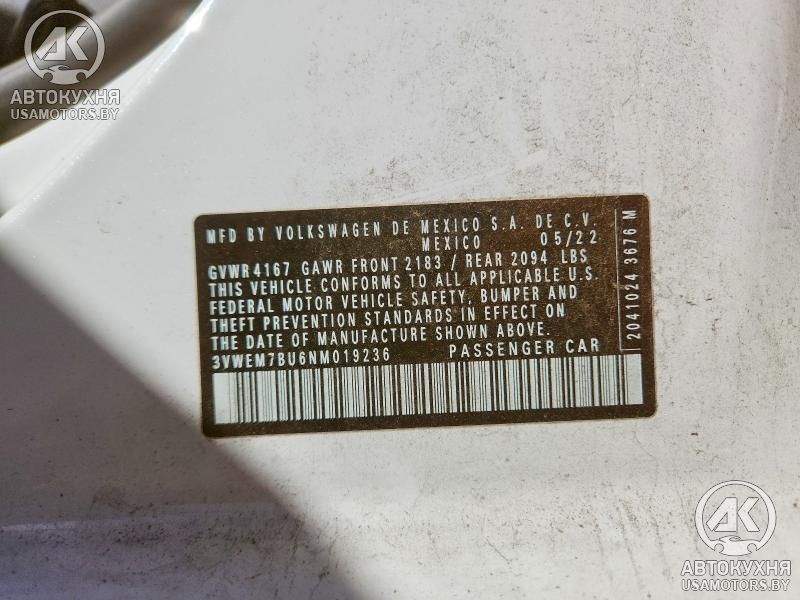 AK
АВТОКУХНЯ
USAMOTORS.BY
MFD BY VOLKSWAGEN DE MEXICO S.A. DE C.V.
MEXICO 05/22
GVWR 4167 GAWR FRONT 2183 / REAR 2094 LBS
THIS VEHICLE CONFORMS TO ALL APPLICABLE U.S.
FEDERAL MOTOR VEHICLE SAFETY, BUMPER AND
THEFT PREVENTION STANDARDS IN EFFECT ON
THE DATE OF MANUFACTURE SHOWN ABOVE.
3VWEM7BU6NM019236 PASSENGER CAR
2041024 3676 M
AK
АВТОКУХНЯ
USAMOTORS.BY